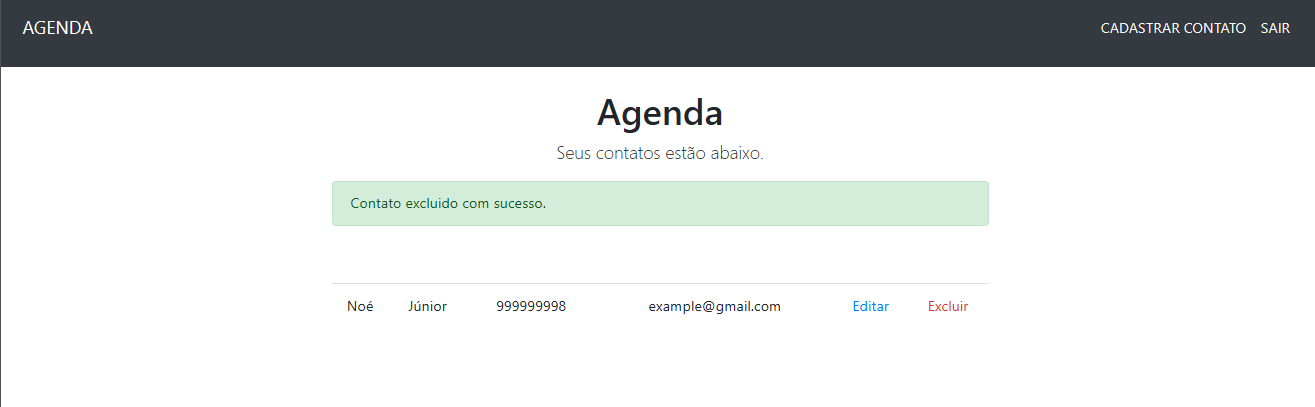 AGENDA CADASTRAR CONTATO SAIR
Agenda
Seus contatos estão abaixo.
Contato excluido com sucesso.
Noé Júnior 999999998 example@gmail.com Editar Excluir